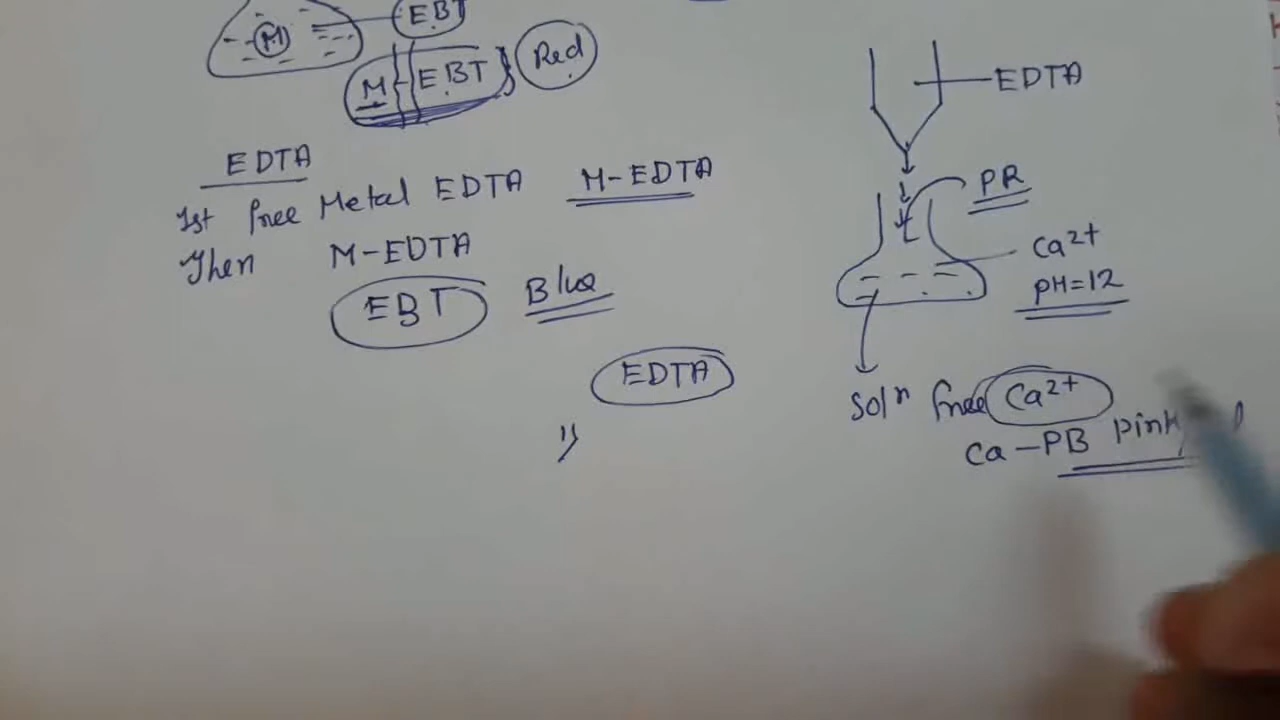 EBT
M
M - EBT
Red
EDTA
1st free Metal EDTA M-EDTA
Then M-EDTA
EBT Blue
EDTA
1)
EDTA
PR
Ca2+
pH=12
Soln free Ca2+
Ca-PB pink